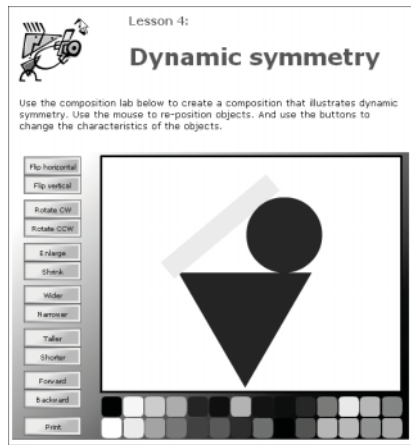 Lesson 4:
Dynamic symmetry
Use the composition lab below to create a composition that illustrates dynamic
symmetry. Use the mouse to re-position objects. And use the buttons to
change the characteristics of the objects.
Flip horizontal
Flip vertical
Rotate CW
Rotate CCW
Enlarge
Shrink
Wider
Narrower
Taller
Shorter
Forward
Backward
Print